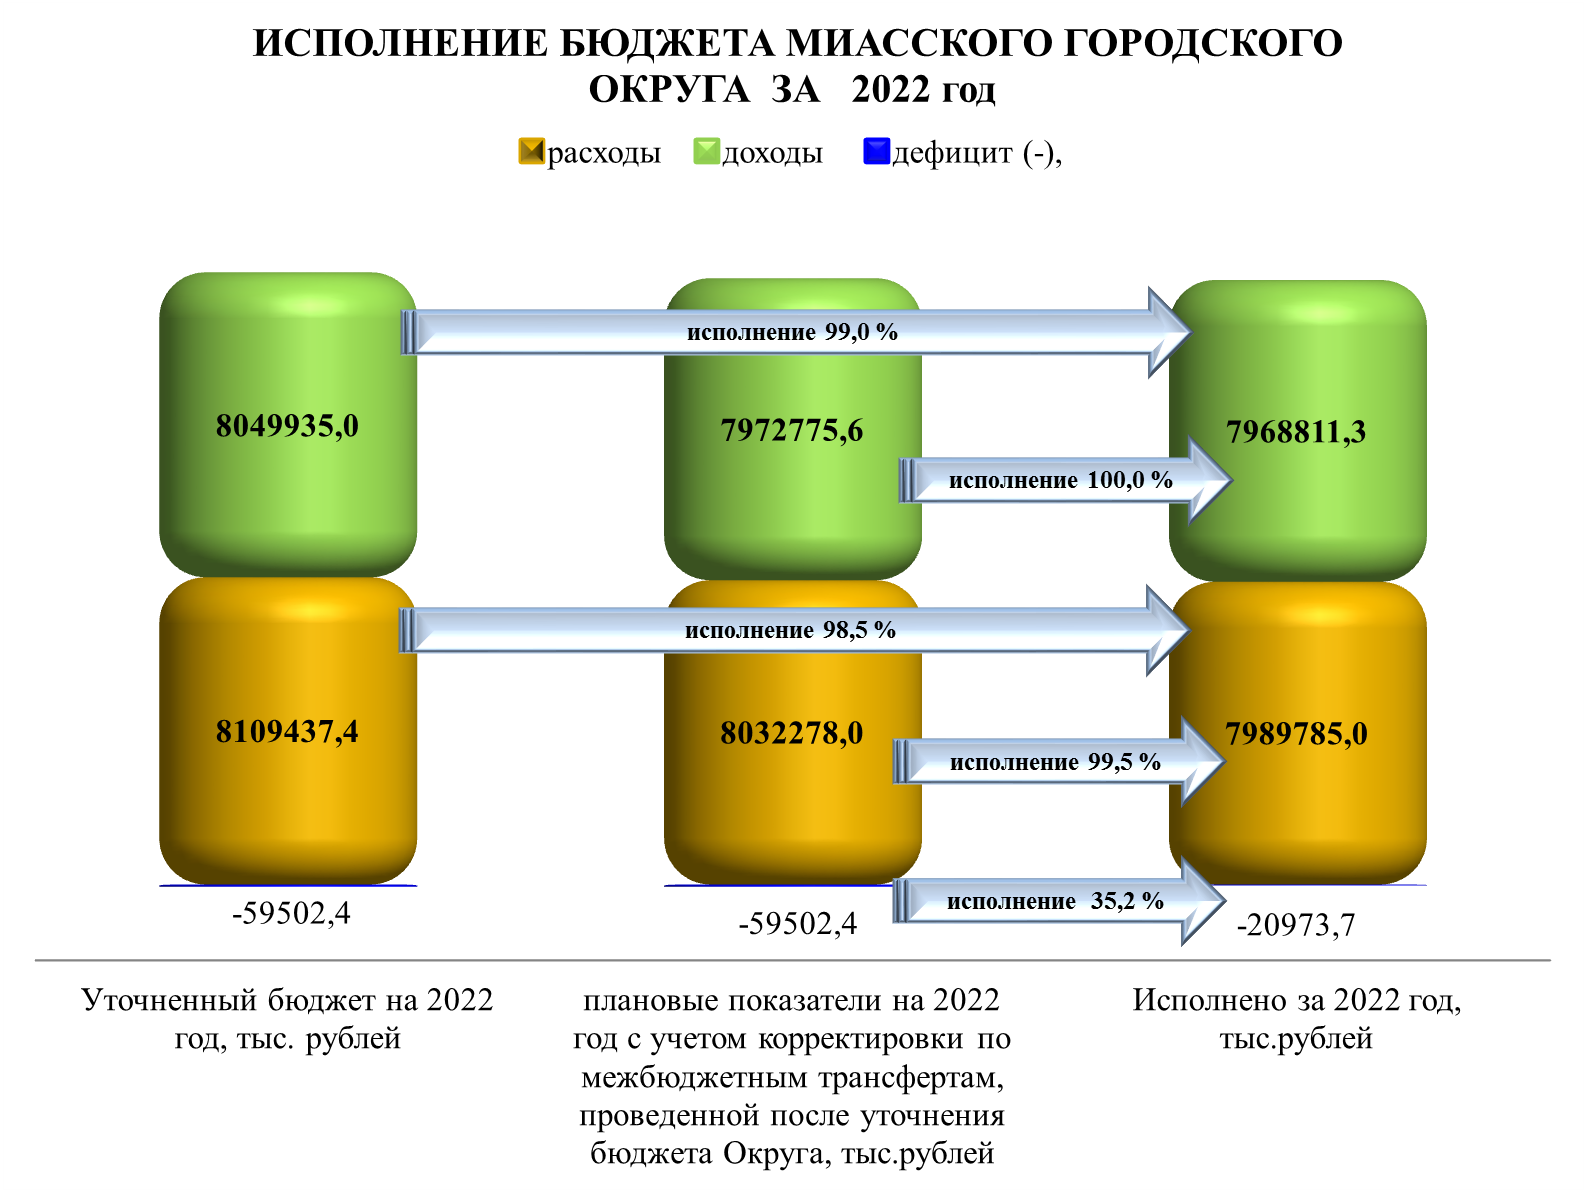 ИСПОЛНЕНИЕ БЮДЖЕТА МИАССКОГО ГОРОДСКОГО
ОКРУГА ЗА 2022 год
расходы доходы дефицит (-),
исполнение 99,0 %
8049935,0 7972775,6 7968811,3
исполнение 100,0 %
исполнение 98,5 %
8109437,4 8032278,0 7989785,0
исполнение 99,5 %
исполнение 35,2 %
-59502,4 -59502,4 -20973,7
Уточненный бюджет на 2022
год, тыс. рублей
плановые показатели на 2022
год с учетом корректировки по
межбюджетным трансфертам,
проведенной после уточнения
бюджета Округа, тыс.рублей
Исполнено за 2022 год,
тыс.рублей